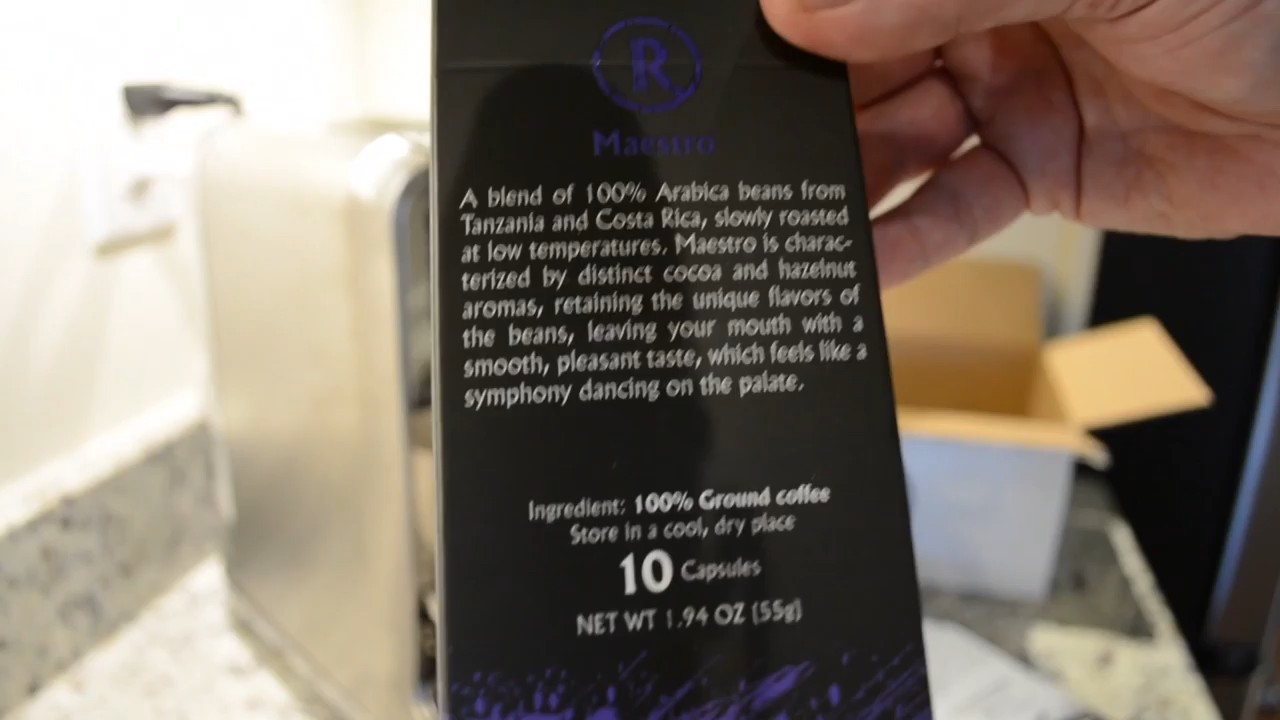 R
Maestro
A blend of 100% Arabica beans from
Tanzania and Costa Rica, slowly roasted
at low temperatures. Maestro is charac-
terized by distinct cocoa and hazelnut
aromas, retaining the unique flavors of
the beans, leaving your mouth with a
smooth, pleasant taste, which feels like a
symphony dancing on the palate.
Ingredient: 100% Ground coffee
Store in a cool, dry place
10 Capsules
NET WT 1.94 OZ (55g)